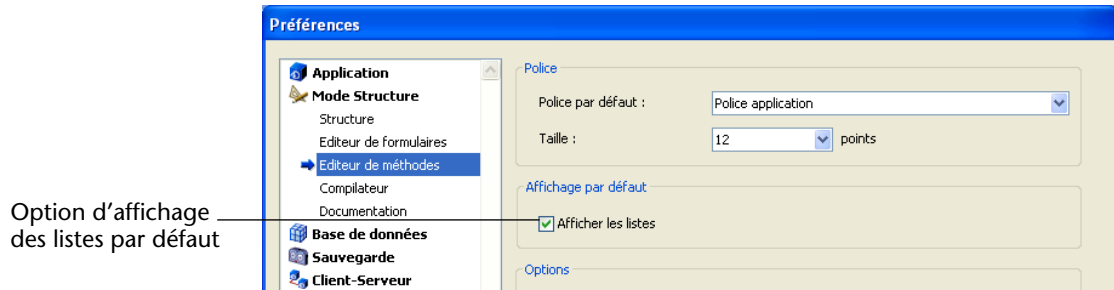 Préférences
Application
Mode Structure
Structure
Editeur de formulaires
Editeur de méthodes
Compilateur
Documentation
Base de données
Sauvegarde
Client-Serveur
Police
Police par défaut :
Police application
Taille :
12
points
Affichage par défaut
Afficher les listes
Options
Option d’affichage
des listes par défaut